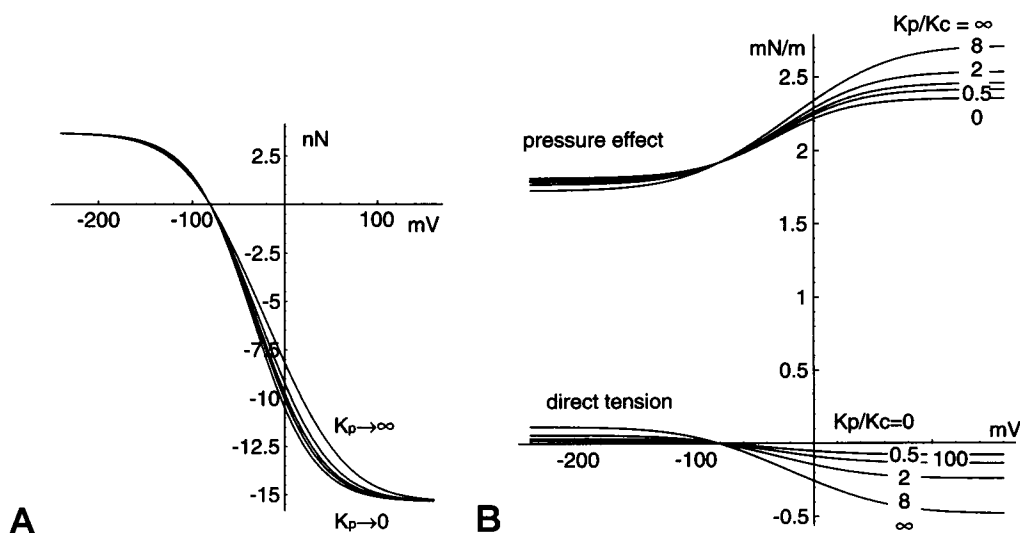 nN
2.5
-200
-100
100
mV
-2.5
-5
-7.5
-10
-12.5
-15
Kp→∞
Kp→0
A
Kp/Kc = ∞
8
2
0.5
0
mN/m
2.5
2
1.5
1
0.5
pressure effect
direct tension
Kp/Kc=0
mV
-200
-100
100
0.5
2
8
∞
-0.5
B